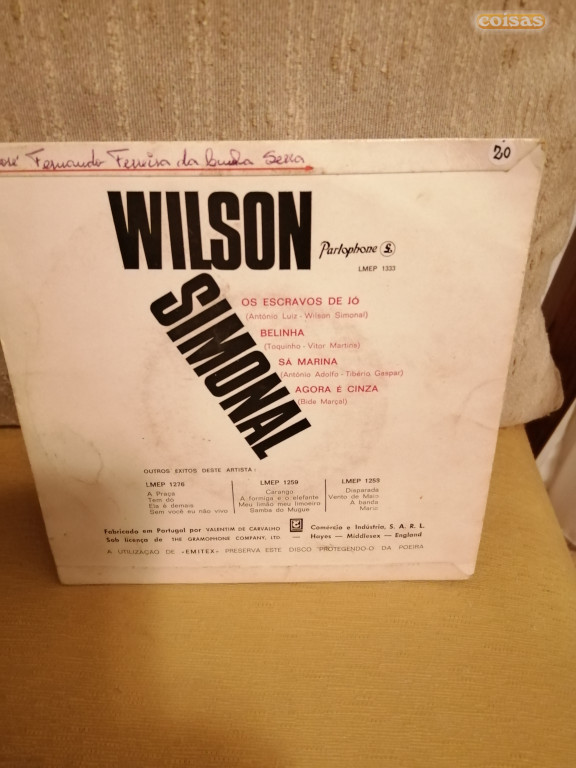 coisas
José Fernando Ferreira da Cunha Serra
20
WILSON
SIMONAL
Parlophone
LMEP 1333
OS ESCRAVOS DE JÓ
(António Luiz - Wilson Simonal)
BELINHA
(Toquinho - Vitor Martins)
SÁ MARINA
(António Adolfo - Tibério Gaspar)
AGORA É CINZA
(Bide Marçal)
OUTROS EXITOS DESTE ARTISTA:
LMEP 1276
A Praça
Tem dó
Ela é demais
Sem você eu não vivo
LMEP 1259
Carango
A formiga e o elefante
Meu limão meu limoeiro
Samba do Mugue
LMEP 1253
Disparada
Vento de Maio
A banda
Maria
Fabricado em Portugal por VALENTIM DE CARVALHO Comércio e Indústria, S. A. R. L.
Sob licença de THE GRAMOPHONE COMPANY, LTD. — Hayes — Middlesex — England
A UTILIZAÇÃO DE «EMITEX» PRESERVA ESTE DISCO PROTEGENDO-O DA POEIRA